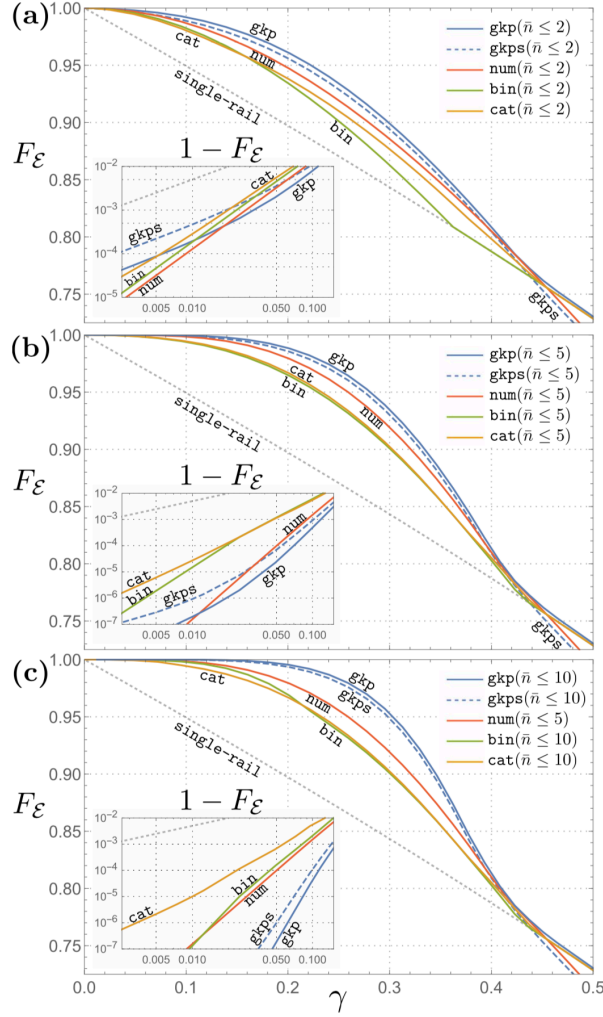 (a)
1.00
0.95
0.90
0.85
0.80
0.75
F_ℰ
gkp
cat
num
single-rail
bin
gkps
gkp(n̄ ≤ 2)
gkps(n̄ ≤ 2)
num(n̄ ≤ 2)
bin(n̄ ≤ 2)
cat(n̄ ≤ 2)
1 − F_ℰ
10⁻²
10⁻³
10⁻⁴
10⁻⁵
gkps
cat
gkp
bin
num
0.005 0.010 0.050 0.100
(b)
1.00
0.95
0.90
0.85
0.80
0.75
F_ℰ
gkp
cat
bin
num
single-rail
gkps
gkp(n̄ ≤ 5)
gkps(n̄ ≤ 5)
num(n̄ ≤ 5)
bin(n̄ ≤ 5)
cat(n̄ ≤ 5)
1 − F_ℰ
10⁻²
10⁻³
10⁻⁴
10⁻⁵
10⁻⁶
10⁻⁷
num
cat
bin
gkps
gkp
0.005 0.010 0.050 0.100
(c)
1.00
0.95
0.90
0.85
0.80
0.75
F_ℰ
cat
gkp
gkps
num
bin
single-rail
gkps
gkp(n̄ ≤ 10)
gkps(n̄ ≤ 10)
num(n̄ ≤ 5)
bin(n̄ ≤ 10)
cat(n̄ ≤ 10)
1 − F_ℰ
10⁻²
10⁻³
10⁻⁴
10⁻⁵
10⁻⁶
10⁻⁷
cat
bin
num
gkps
gkp
0.005 0.010 0.050 0.100
0.0 0.1 0.2 0.3 0.4 0.5
γ